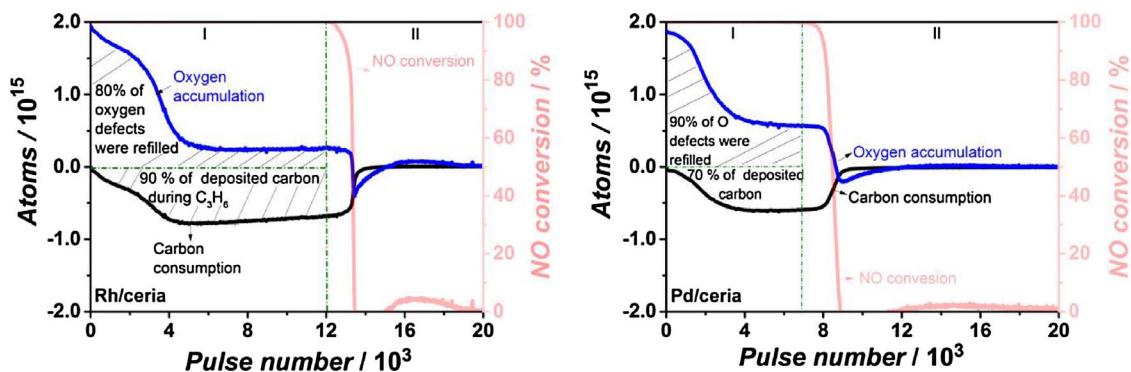 2.0
1.0
0.0
-1.0
-2.0
Atoms / 10^15
I
II
100
80
60
40
20
0
NO conversion / %
NO conversion
Oxygen
accumulation
80% of
oxygen
defects
were refilled
90 % of deposited carbon
during C₃H₆
Carbon
consumption
Rh/ceria
0
4
8
12
16
20
Pulse number / 10³
2.0
1.0
0.0
-1.0
-2.0
Atoms / 10^15
I
II
100
80
60
40
20
0
NO conversion / %
90% of O
defects were
refilled
70 % of deposited
carbon
Oxygen accumulation
Carbon consumption
NO convesion
Pd/ceria
0
4
8
12
16
20
Pulse number / 10³